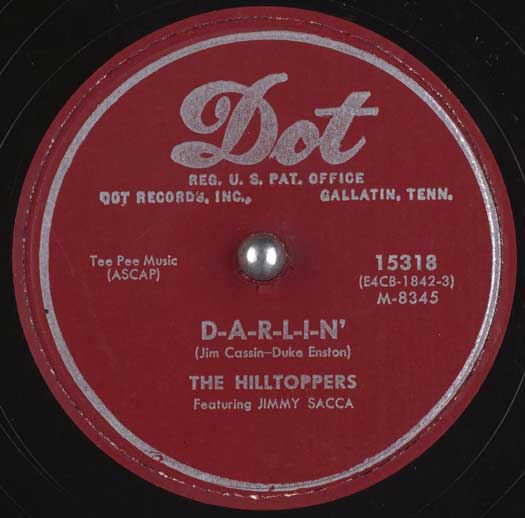 Dot
REG. U. S. PAT. OFFICE
DOT RECORDS, INC., GALLATIN, TENN.
Tee Pee Music
(ASCAP)
15318
(E4CB-1842-3)
M-8345
D-A-R-L-I-N'
(Jim Cassin—Duke Enston)
THE HILLTOPPERS
Featuring JIMMY SACCA